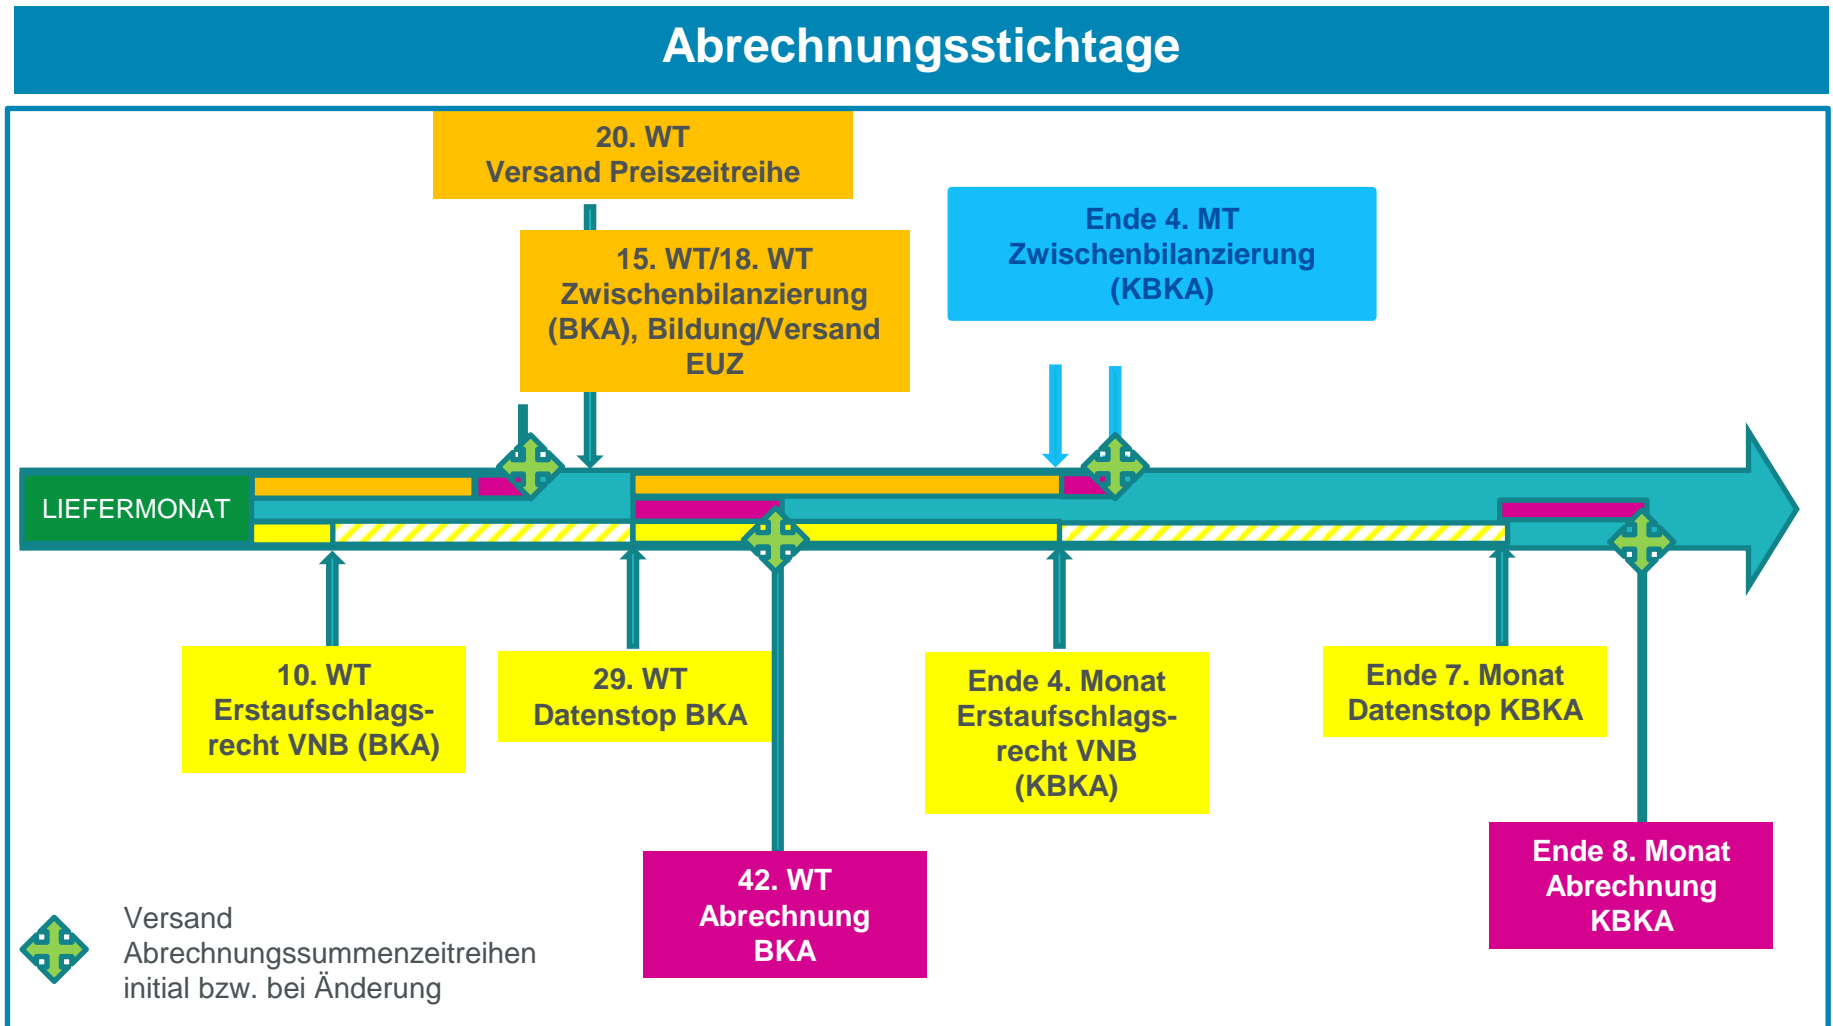 Abrechnungsstichtage
20. WT
Versand Preiszeitreihe
15. WT/18. WT
Zwischenbilanzierung
(BKA), Bildung/Versand
EUZ
Ende 4. MT
Zwischenbilanzierung
(KBKA)
LIEFERMONAT
10. WT
Erstaufschlags-
recht VNB (BKA)
29. WT
Datenstop BKA
Ende 4. Monat
Erstaufschlags-
recht VNB
(KBKA)
Ende 7. Monat
Datenstop KBKA
42. WT
Abrechnung
BKA
Ende 8. Monat
Abrechnung
KBKA
Versand
Abrechnungssummenzeitreihen
initial bzw. bei Änderung